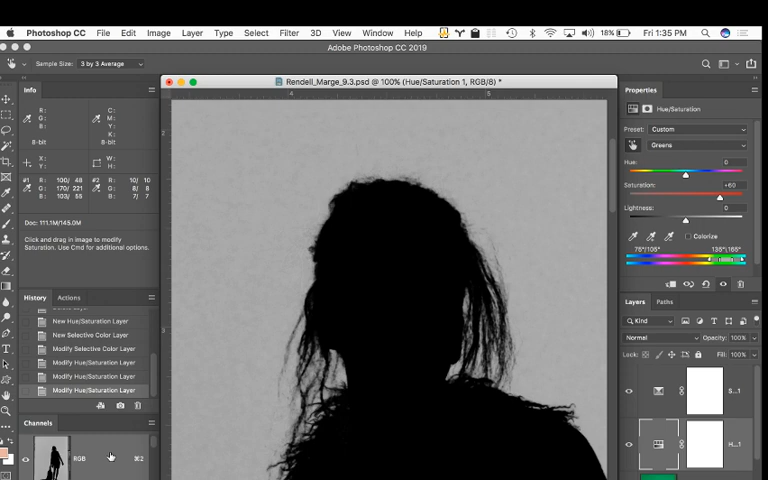 Photoshop CC File Edit Image Layer Type Select Filter 3D View Window Help 18% Fri 1:35 PM
Adobe Photoshop CC 2019
Sample Size: 3 by 3 Average
Info
Rendell_Marge_9.3.psd @ 100% (Hue/Saturation 1, RGB/8) *
Properties
R: C:
G: M:
B: Y:
K:
8-bit 8-bit
X: W:
Y: H:
#1 R: 100/ 48 #2 R: 10/ 10
G: 170/ 221 G: 8/ 8
B: 103/ 55 B: 7/ 7
Doc: 111.1M/145.0M
Click and drag in image to modify
Saturation. Use Cmd for additional options.
History Actions
New Hue/Saturation Layer
New Selective Color Layer
Modify Selective Color Layer
Modify Hue/Saturation Layer
Modify Hue/Saturation Layer
Modify Hue/Saturation Layer
Channels
RGB ⌘2
4 5
2
3
Hue/Saturation
Preset: Custom
Greens
Hue: 0
Saturation: +60
Lightness: 0
Colorize
75°/105° 135°\165°
Layers Paths
Kind
Normal Opacity: 100%
Lock: Fill: 100%
S...1
H...1